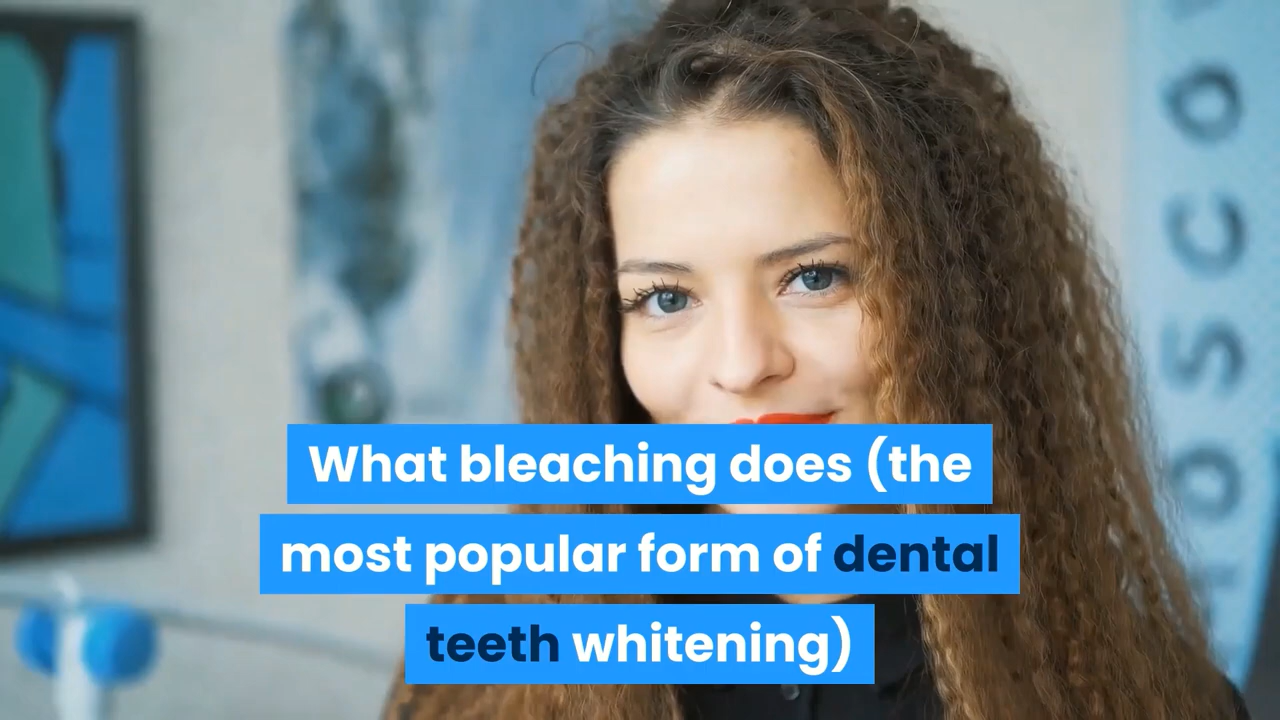 What bleaching does (the
most popular form of dental
teeth whitening)